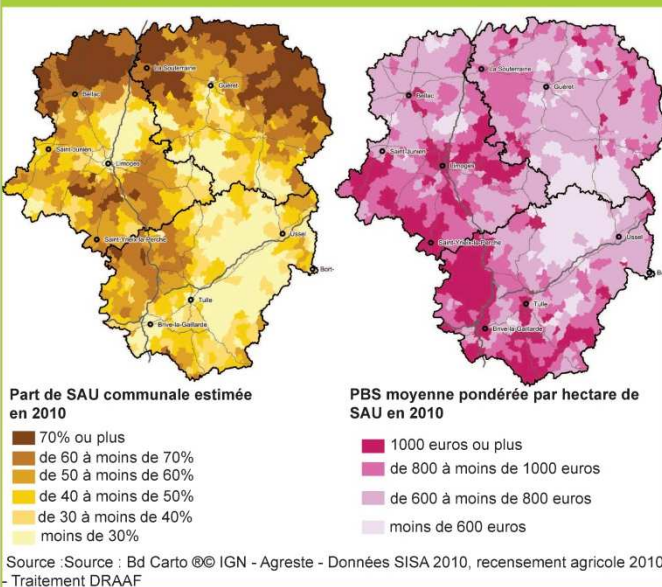 La Souterraine
Guéret
Bellac
Saint-Junien
Limoges
Saint-Yrieix-la-Perche
Ussel
Bort-
Tulle
Brive-la-Gaillarde
La Souterraine
Guéret
Bellac
Saint-Junien
Limoges
Saint-Yrieix-la-Perche
Ussel
Tulle
Brive-la-Gaillarde
Part de SAU communale estimée
en 2010
70% ou plus
de 60 à moins de 70%
de 50 à moins de 60%
de 40 à moins de 50%
de 30 à moins de 40%
moins de 30%
PBS moyenne pondérée par hectare de
SAU en 2010
1000 euros ou plus
de 800 à moins de 1000 euros
de 600 à moins de 800 euros
moins de 600 euros
Source :Source : Bd Carto ®© IGN - Agreste - Données SISA 2010, recensement agricole 2010
- Traitement DRAAF